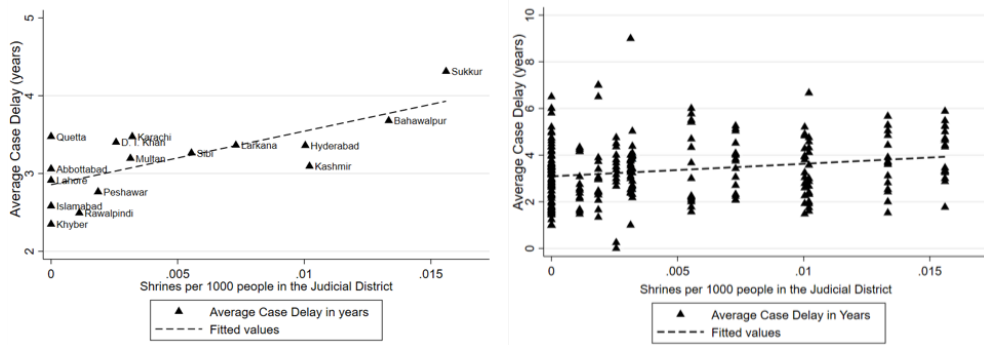 5
4
3
2
Average Case Delay (years)
Sukkur
Bahawalpur
Quetta
Karachi
D. I. Khan
Larkana
Hyderabad
Sibi
Multan
Kashmir
Abbottabad
Lahore
Peshawar
Islamabad
Rawalpindi
Khyber
0 .005 .01 .015
Shrines per 1000 people in the Judicial District
Average Case Delay in years
Fitted values
10
8
6
4
2
0
Average Case Delay (years)
0 .005 .01 .015
Shrines per 1000 people in the Judicial District
Average Case Delay in Years
Fitted values